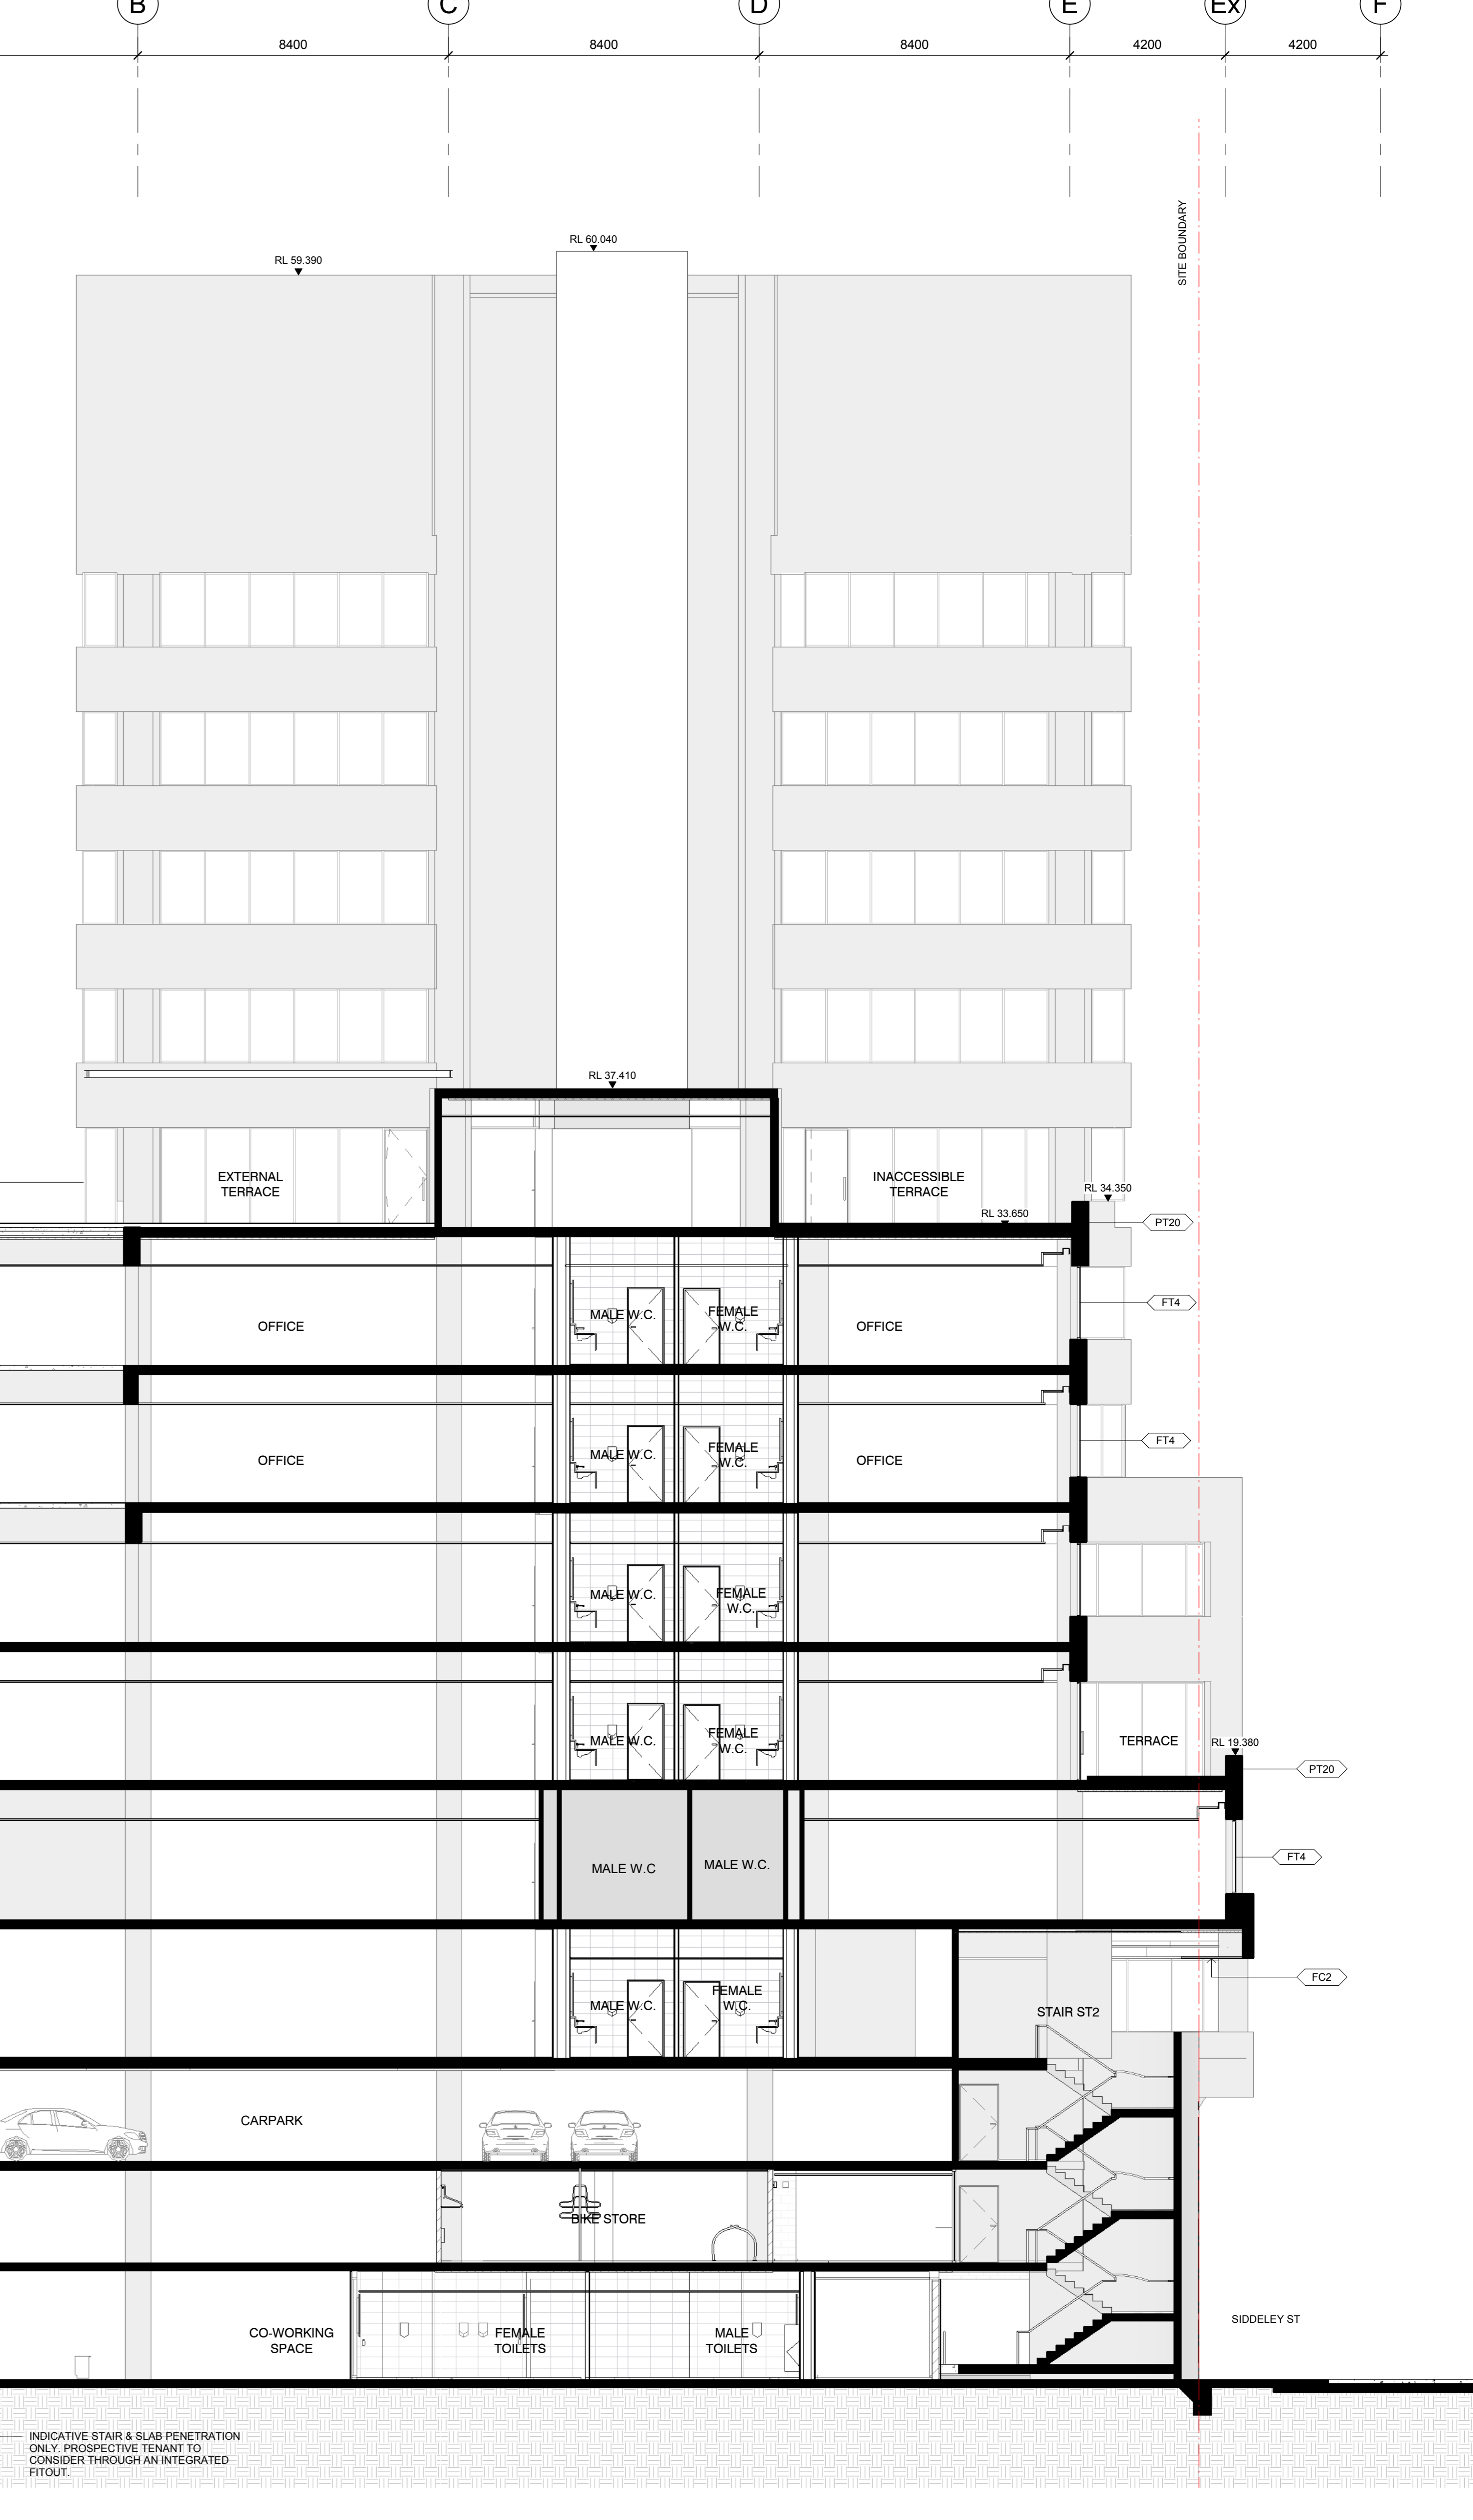 B
C
D
E
Ex
F
8400
8400
8400
4200
4200
SITE BOUNDARY
RL 60.040
RL 59.390
RL 37.410
EXTERNAL
TERRACE
INACCESSIBLE
TERRACE
RL 34.350
RL 33.650
PT20
FT4
OFFICE
MALE W.C.
FEMALE
W.C.
OFFICE
FT4
OFFICE
MALE W.C.
FEMALE
W.C.
OFFICE
MALE W.C.
FEMALE
W.C.
MALE W.C.
FEMALE
W.C.
TERRACE
RL 19.380
PT20
MALE W.C
MALE W.C.
FT4
MALE W.C.
FEMALE
W.C.
STAIR ST2
FC2
CARPARK
BIKE STORE
CO-WORKING
SPACE
FEMALE
TOILETS
MALE
TOILETS
SIDDELEY ST
INDICATIVE STAIR & SLAB PENETRATION
ONLY. PROSPECTIVE TENANT TO
CONSIDER THROUGH AN INTEGRATED
FITOUT.